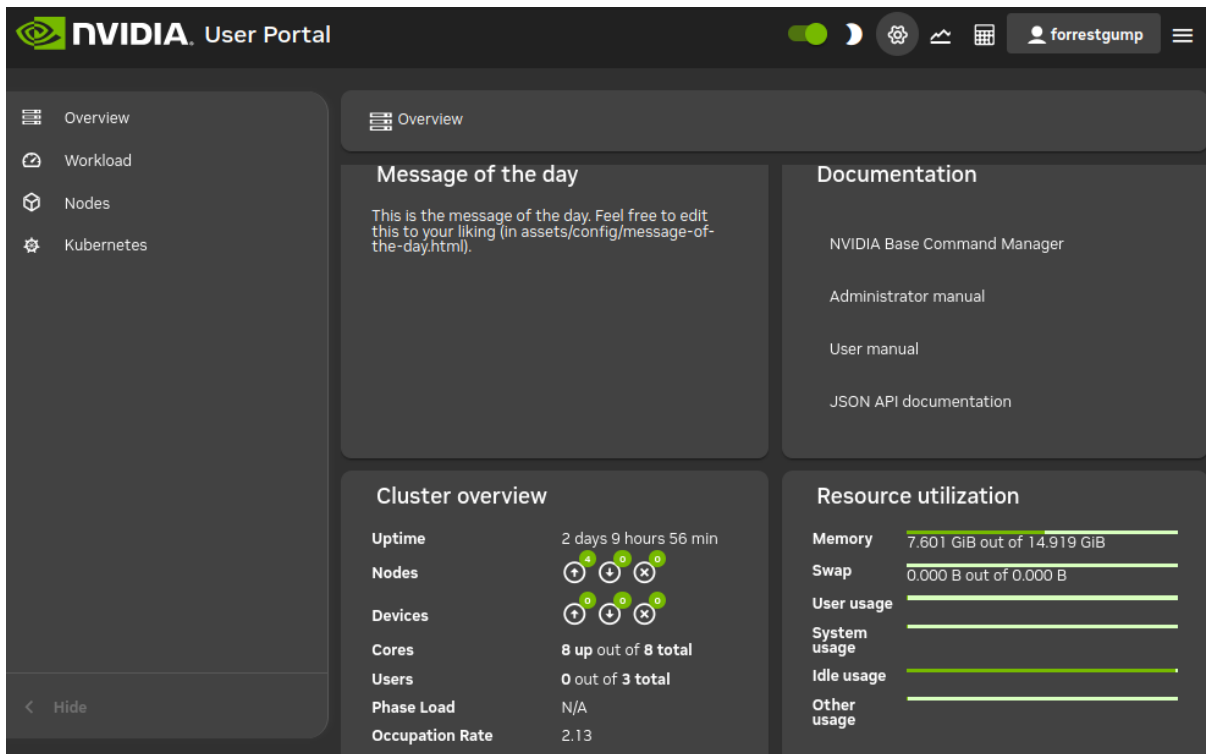 NVIDIA. User Portal
forrestgump
Overview
Workload
Nodes
Kubernetes
Hide
Overview
Message of the day
This is the message of the day. Feel free to edit
this to your liking (in assets/config/message-of-
the-day.html).
Documentation
NVIDIA Base Command Manager
Administrator manual
User manual
JSON API documentation
Cluster overview
Uptime 2 days 9 hours 56 min
Nodes 4 0 0
Devices 0 0 0
Cores 8 up out of 8 total
Users 0 out of 3 total
Phase Load N/A
Occupation Rate 2.13
Resource utilization
Memory 7.601 GiB out of 14.919 GiB
Swap 0.000 B out of 0.000 B
User usage
System
usage
Idle usage
Other
usage